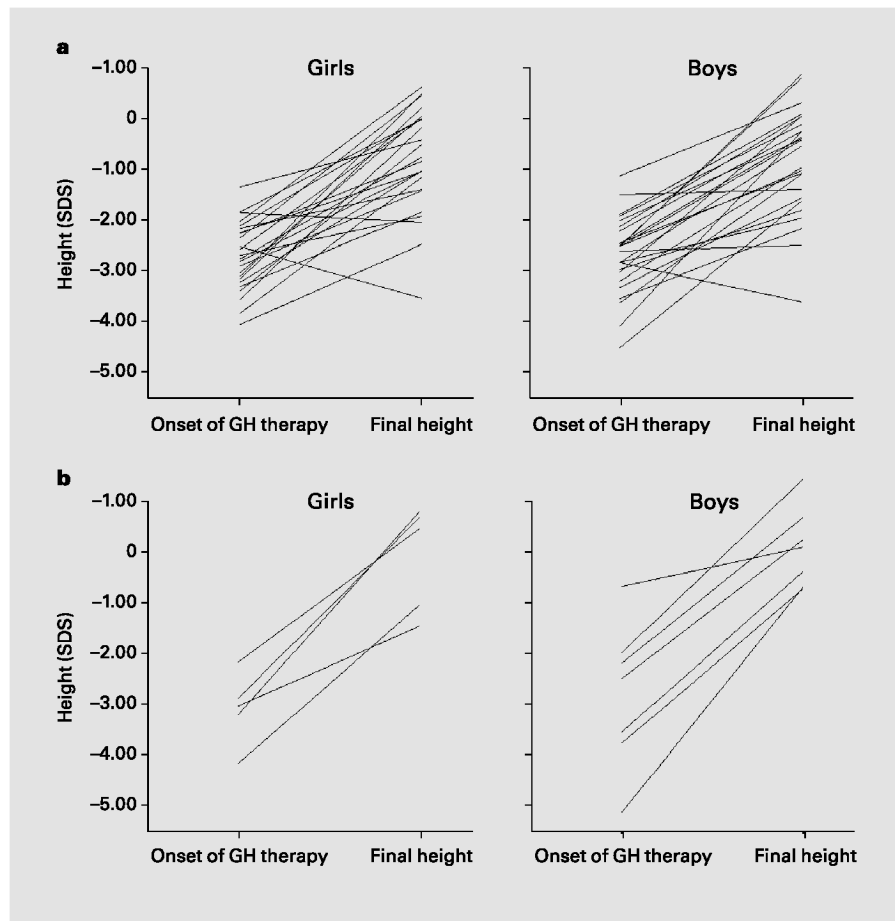 a
Girls
Boys
–1.00
0
–1.00
–2.00
–3.00
–4.00
–5.00
Height (SDS)
Onset of GH therapy Final height
Onset of GH therapy Final height
b
Girls
Boys
–1.00
0
–1.00
–2.00
–3.00
–4.00
–5.00
Height (SDS)
Onset of GH therapy Final height
Onset of GH therapy Final height